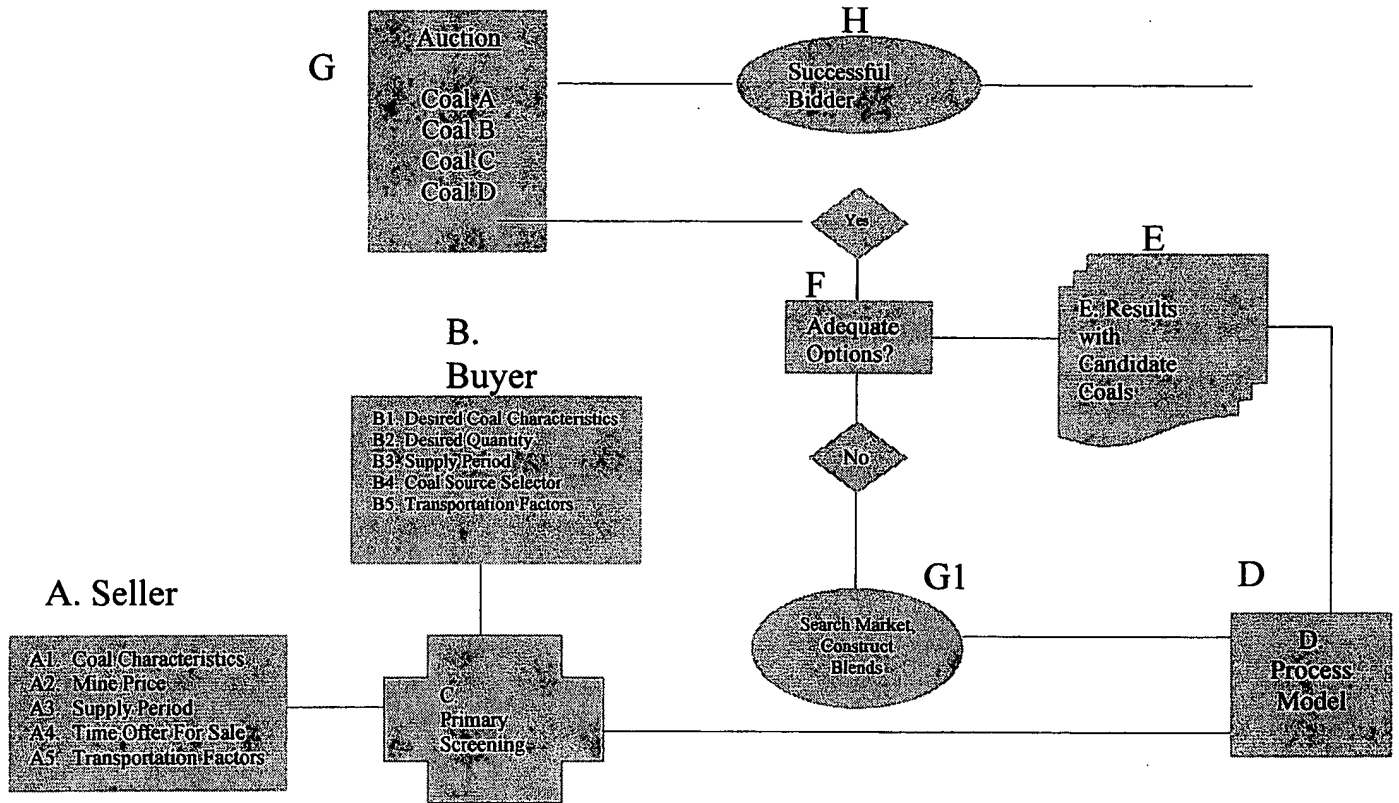 G
Auction
Coal A
Coal B
Coal C
Coal D
H
Successful
Bidder
Yes
F
Adequate
Options?
E
E. Results
with
Candidate
Coals
B.
Buyer
B1. Desired Coal Characteristics
B2. Desired Quantity
B3. Supply Period
B4. Coal Source Selector
B5. Transportation Factors
No
A. Seller
A1. Coal Characteristics
A2. Mine Price
A3. Supply Period
A4. Time Offer For Sale
A5. Transportation Factors
C
Primary
Screening
G1
Search Market,
Construct
Blends
D
D.
Process
Model